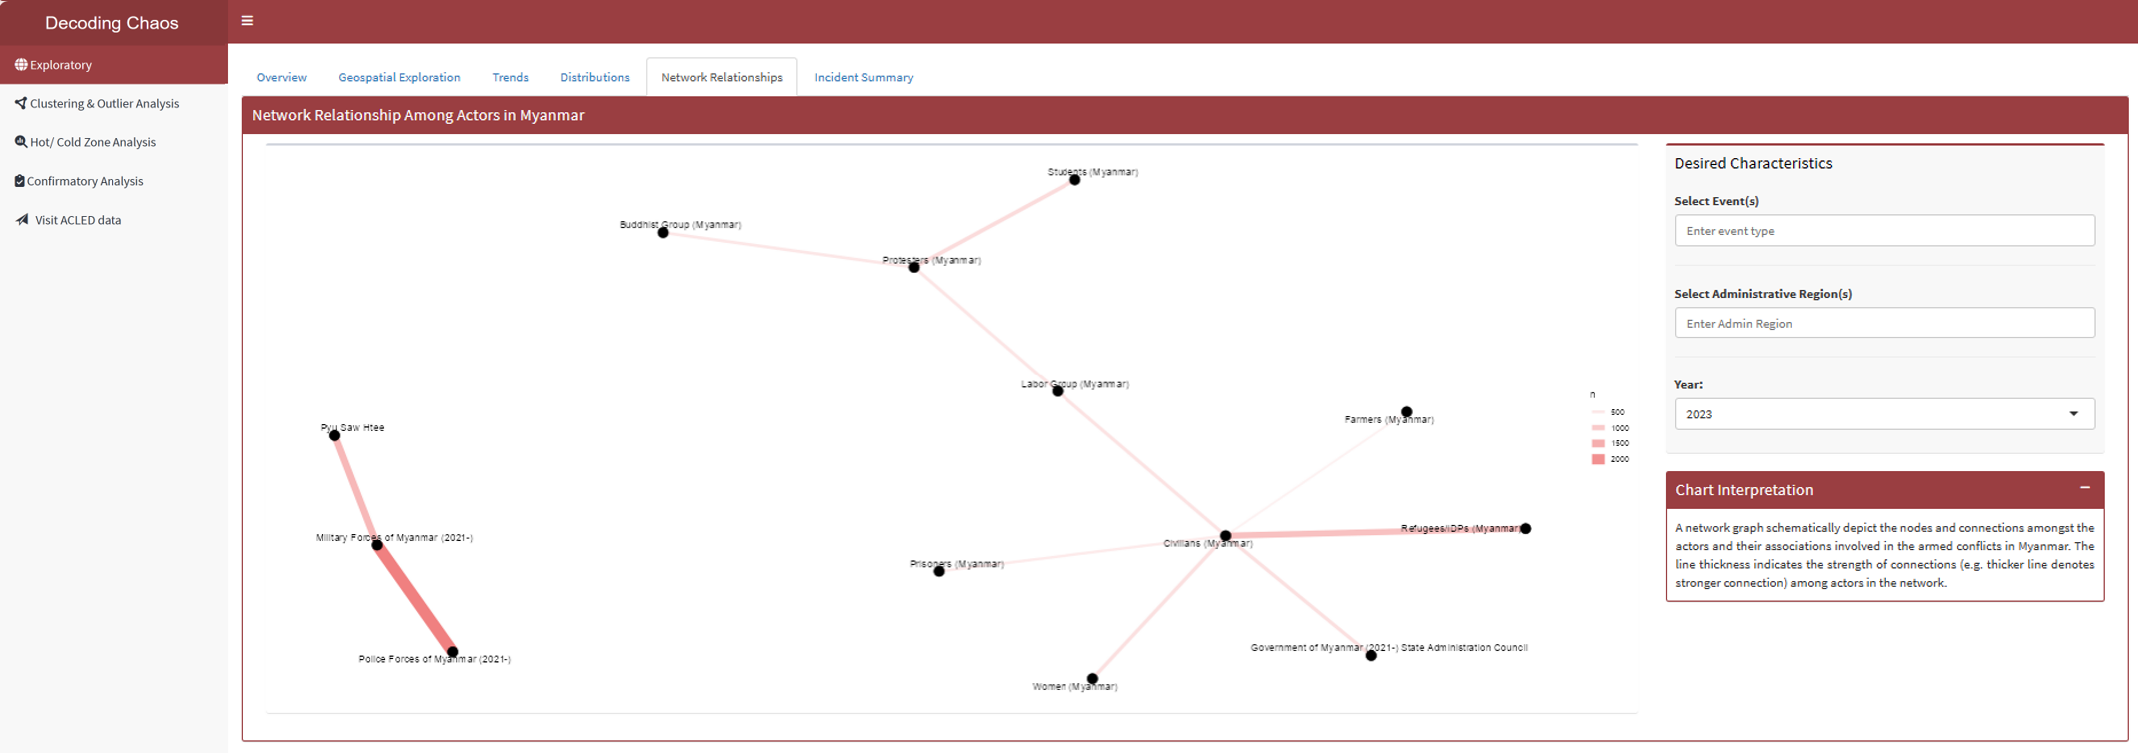 Decoding Chaos
Exploratory
Clustering & Outlier Analysis
Hot/ Cold Zone Analysis
Confirmatory Analysis
Visit ACLED data
Overview
Geospatial Exploration
Trends
Distributions
Network Relationships
Incident Summary
Network Relationship Among Actors in Myanmar
Students (Myanmar)
Buddhist Group (Myanmar)
Protesters (Myanmar)
Labor Group (Myanmar)
Farmers (Myanmar)
Pyu Saw Htee
Refugees/IDPs (Myanmar)
Military Forces of Myanmar (2021-)
Civilians (Myanmar)
Prisoners (Myanmar)
Government of Myanmar (2021-) State Administration Council
Police Forces of Myanmar (2021-)
Women (Myanmar)
n
500
1000
1500
2000
Desired Characteristics
Select Event(s)
Enter event type
Select Administrative Region(s)
Enter Admin Region
Year:
2023
Chart Interpretation
A network graph schematically depict the nodes and connections amongst the
actors and their associations involved in the armed conflicts in Myanmar. The
line thickness indicates the strength of connections (e.g. thicker line denotes
stronger connection) among actors in the network.